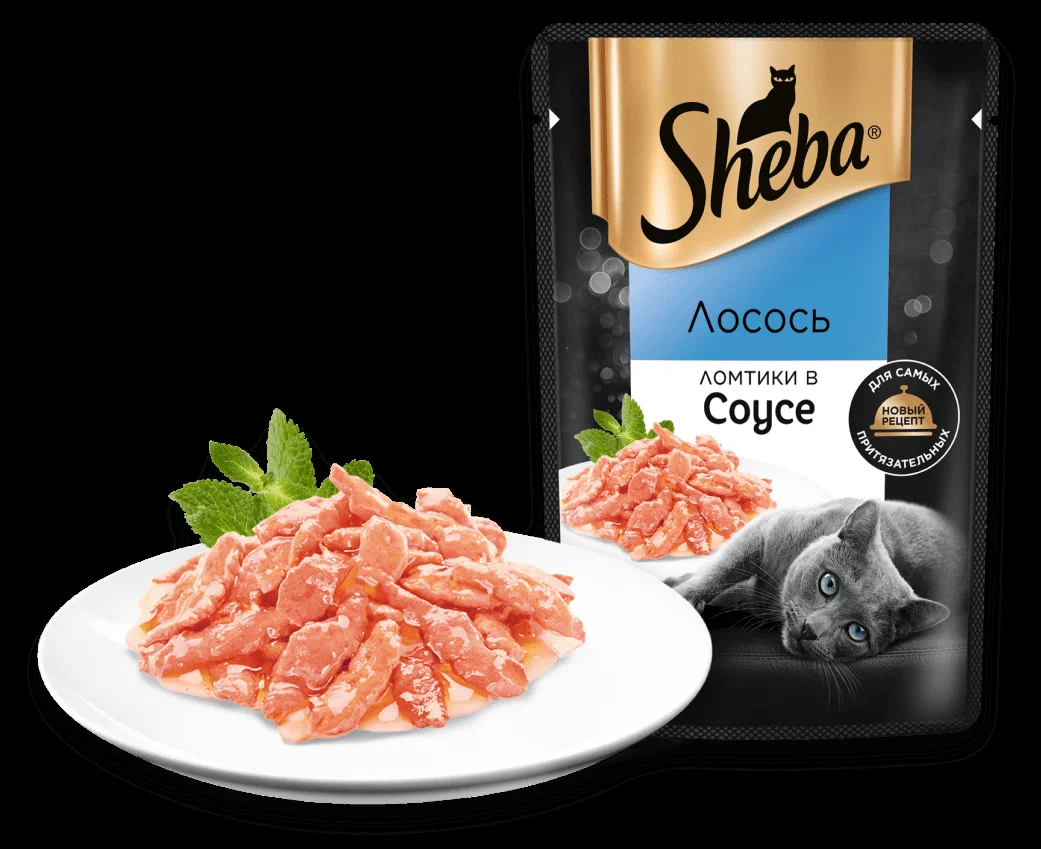 Sheba®
Лосось
ломтики в
Соусе
ДЛЯ САМЫХ
НОВЫЙ
РЕЦЕПТ
ПРИТЯЗАТЕЛЬНЫХ